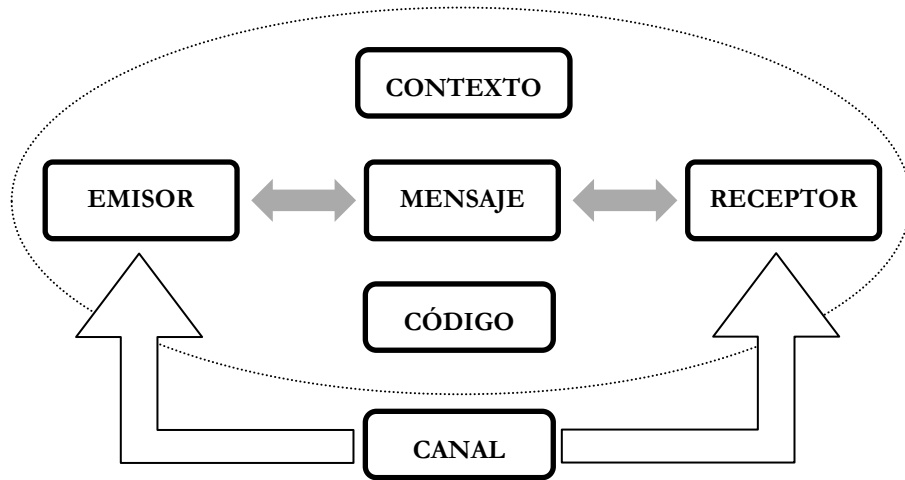 CONTEXTO
EMISOR
MENSAJE
RECEPTOR
CÓDIGO
CANAL